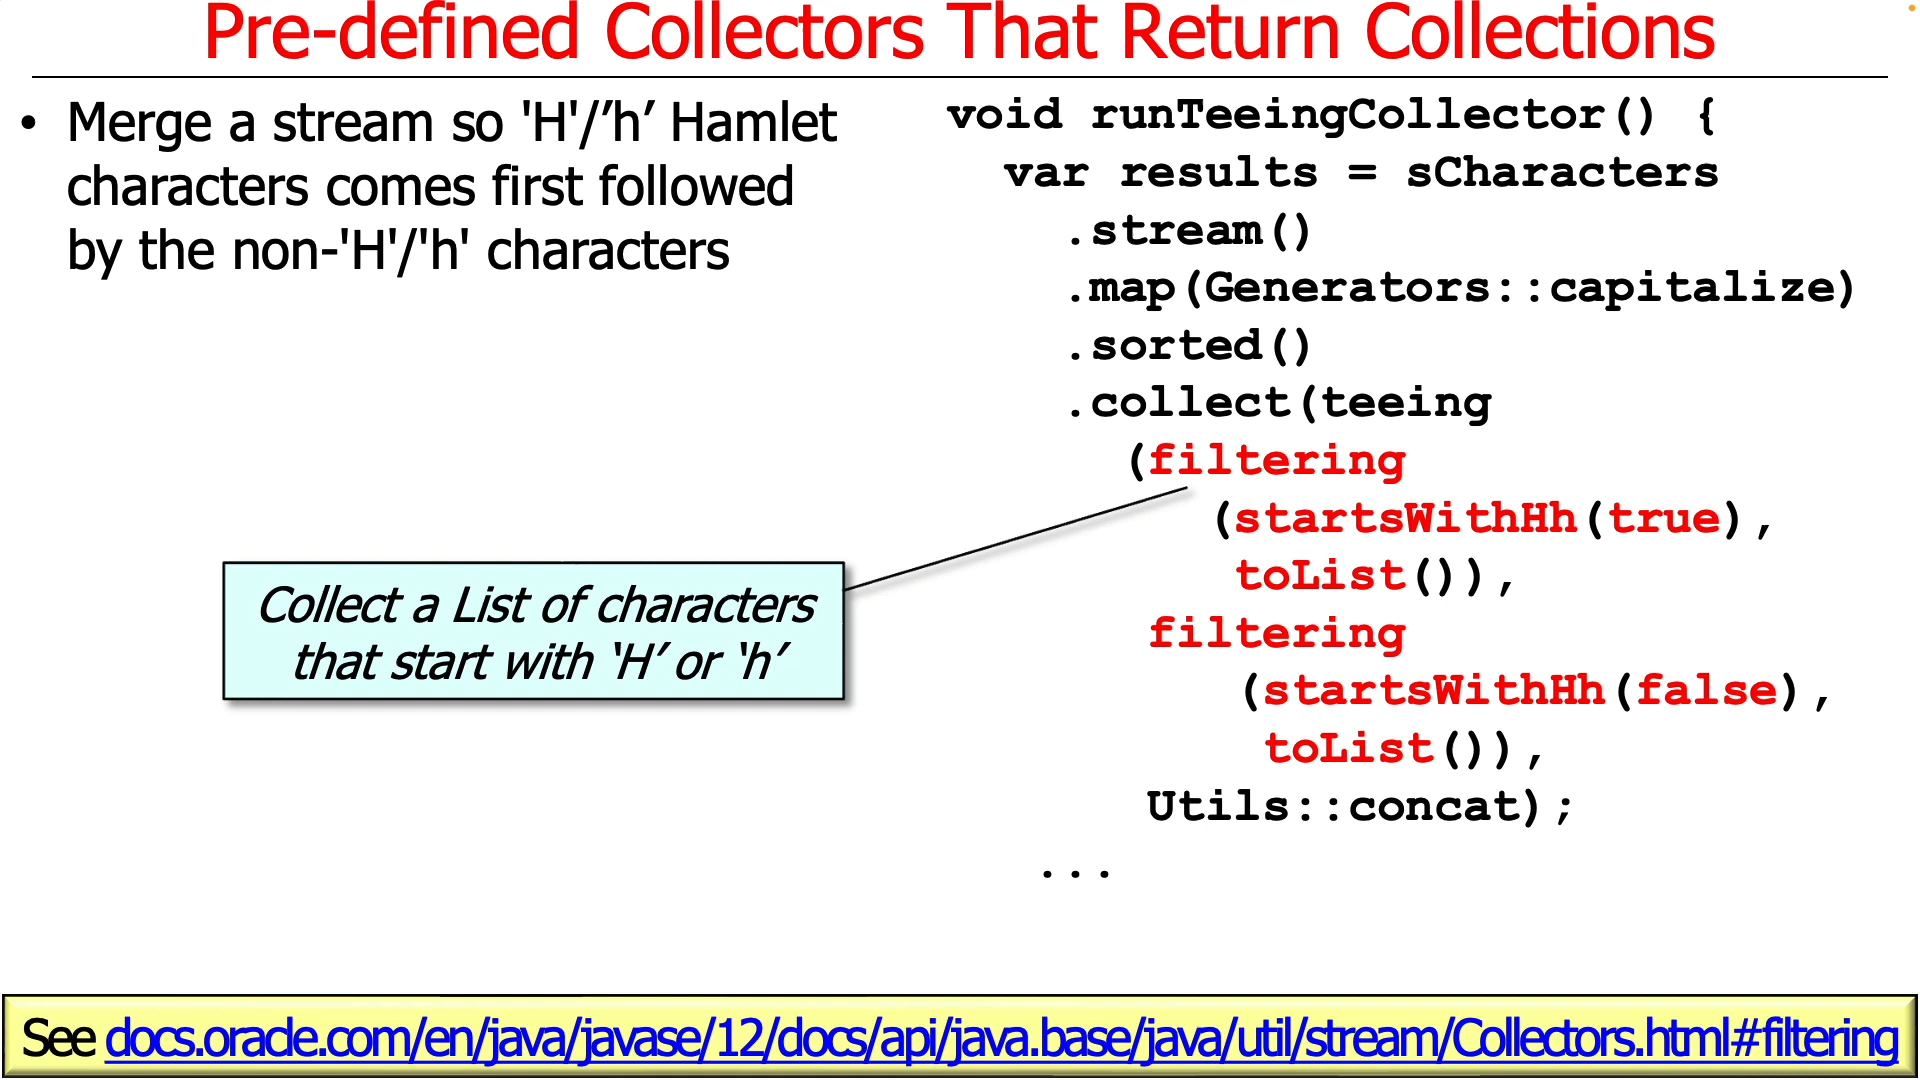 Pre-defined Collectors That Return Collections
• Merge a stream so 'H'/’h’ Hamlet
characters comes first followed
by the non-'H'/'h' characters
void runTeeingCollector() {
  var results = sCharacters
    .stream()
    .map(Generators::capitalize)
    .sorted()
    .collect(teeing
      (filtering
         (startsWithHh(true),
          toList()),
       filtering
          (startsWithHh(false),
           toList()),
       Utils::concat);
   ...
Collect a List of characters
that start with ‘H’ or ‘h’
See docs.oracle.com/en/java/javase/12/docs/api/java.base/java/util/stream/Collectors.html#filtering